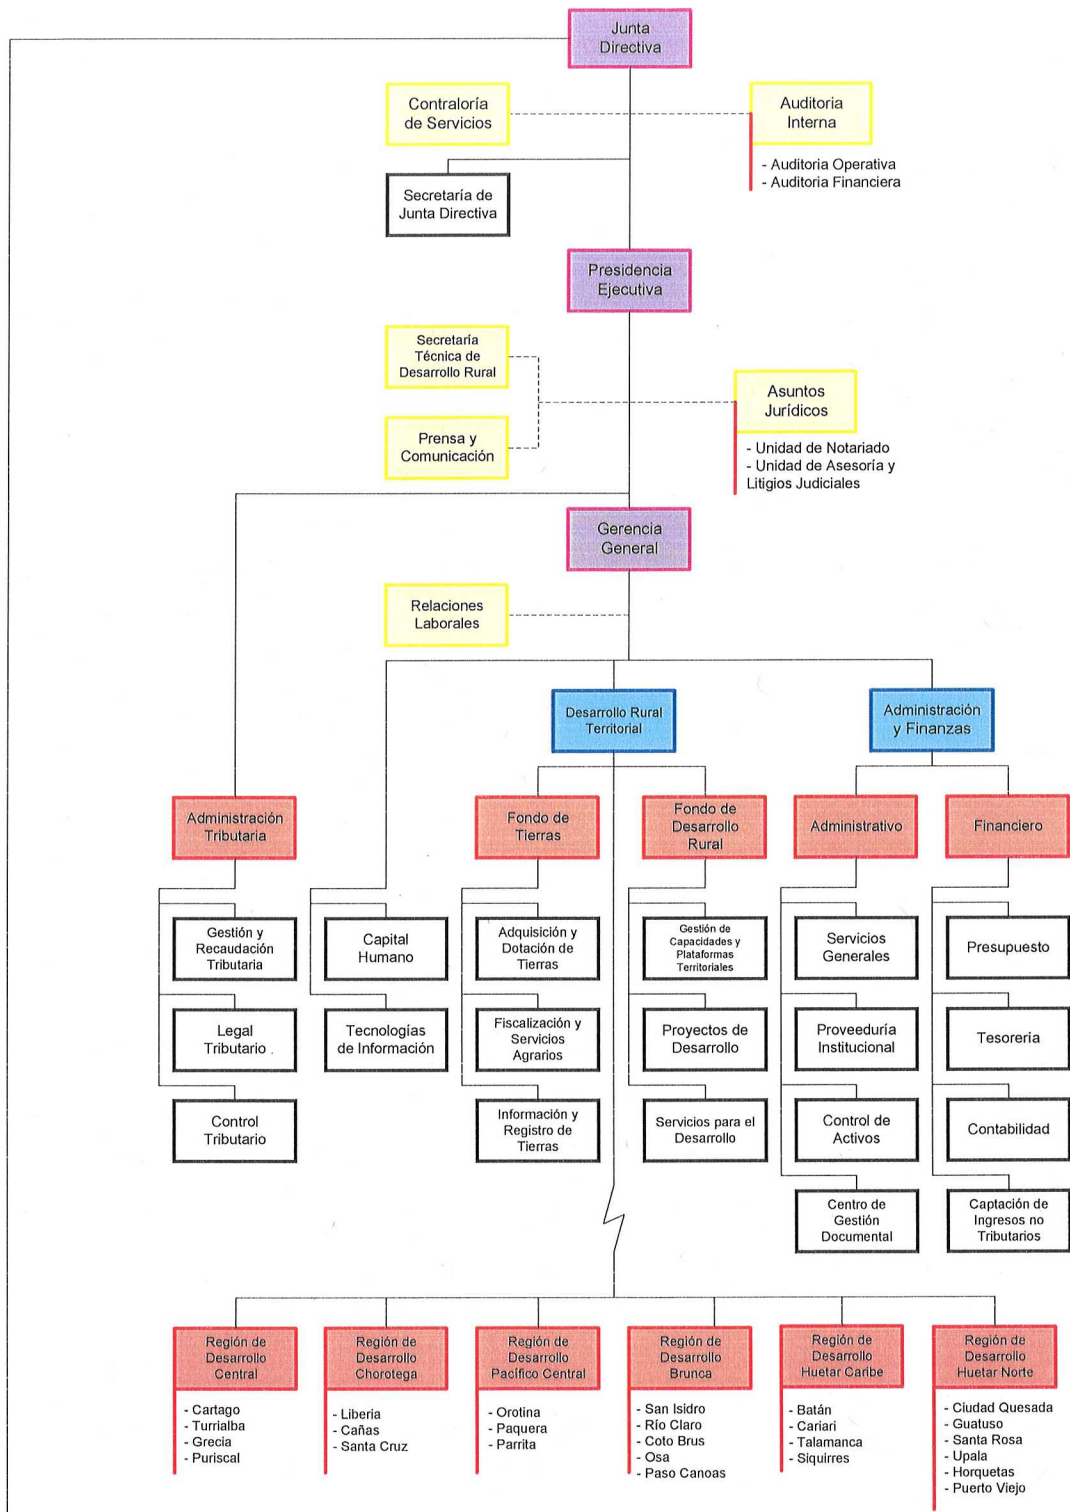 Junta
Directiva
Contraloría
de Servicios
Auditoria
Interna
- Auditoria Operativa
- Auditoria Financiera
Secretaría de
Junta Directiva
Presidencia
Ejecutiva
Secretaría
Técnica de
Desarrollo Rural
Prensa y
Comunicación
Asuntos
Jurídicos
- Unidad de Notariado
- Unidad de Asesoría y
Litigios Judiciales
Gerencia
General
Relaciones
Laborales
Desarrollo Rural
Territorial
Administración
y Finanzas
Administración
Tributaria
Fondo de
Tierras
Fondo de
Desarrollo
Rural
Administrativo
Financiero
Gestión y
Recaudación
Tributaria
Capital
Humano
Adquisición y
Dotación de
Tierras
Gestión de
Capacidades y
Plataformas
Territoriales
Servicios
Generales
Presupuesto
Legal
Tributario
Tecnologías
de Información
Fiscalización y
Servicios
Agrarios
Proyectos de
Desarrollo
Proveeduría
Institucional
Tesorería
Control
Tributario
Información y
Registro de
Tierras
Servicios para el
Desarrollo
Control de
Activos
Contabilidad
Centro de
Gestión
Documental
Captación de
Ingresos no
Tributarios
Región de
Desarrollo
Central
- Cartago
- Turrialba
- Grecia
- Puriscal
Región de
Desarrollo
Chorotega
- Liberia
- Cañas
- Santa Cruz
Región de
Desarrollo
Pacífico Central
- Orotina
- Paquera
- Parrita
Región de
Desarrollo
Brunca
- San Isidro
- Río Claro
- Coto Brus
- Osa
- Paso Canoas
Región de
Desarrollo
Huetar Caribe
- Batán
- Cariari
- Talamanca
- Siquirres
Región de
Desarrollo
Huetar Norte
- Ciudad Quesada
- Guatuso
- Santa Rosa
- Upala
- Horquetas
- Puerto Viejo